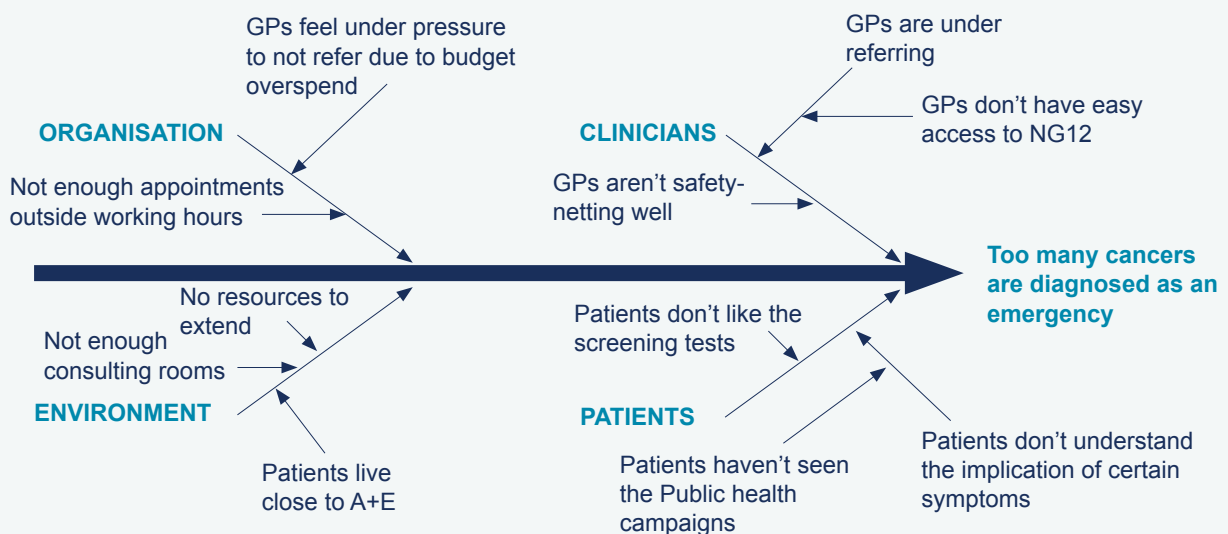 GPs feel under pressure
to not refer due to budget
overspend
ORGANISATION
Not enough appointments
outside working hours
GPs are under
referring
GPs don’t have easy
access to NG12
CLINICIANS
GPs aren’t safety-
netting well
Too many cancers
are diagnosed as an
emergency
No resources to
extend
Not enough
consulting rooms
ENVIRONMENT
Patients live
close to A+E
Patients don’t like the
screening tests
PATIENTS
Patients haven’t seen
the Public health
campaigns
Patients don’t understand
the implication of certain
symptoms